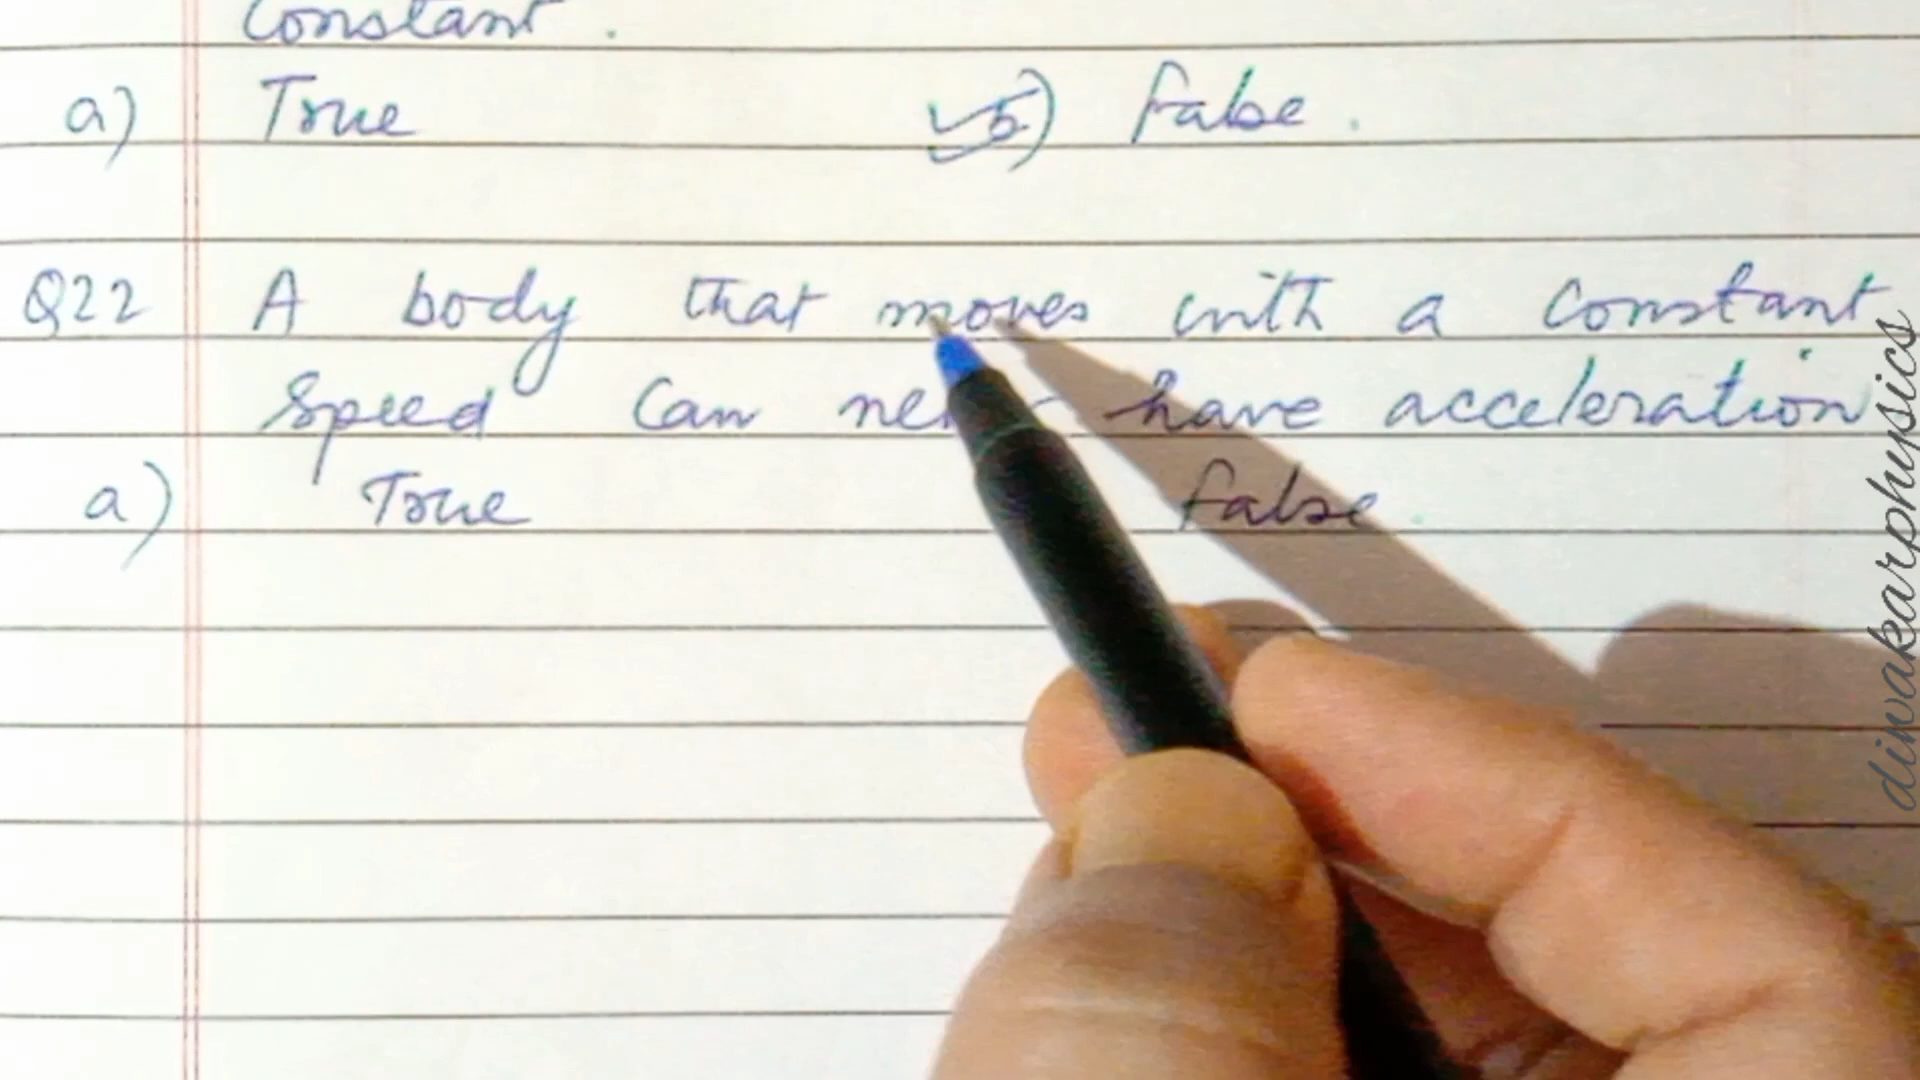 Constant.
a) True b) False.
Q22 A body that moves with a constant
Speed Can have acceleration
a) True False.
diwakarphysics